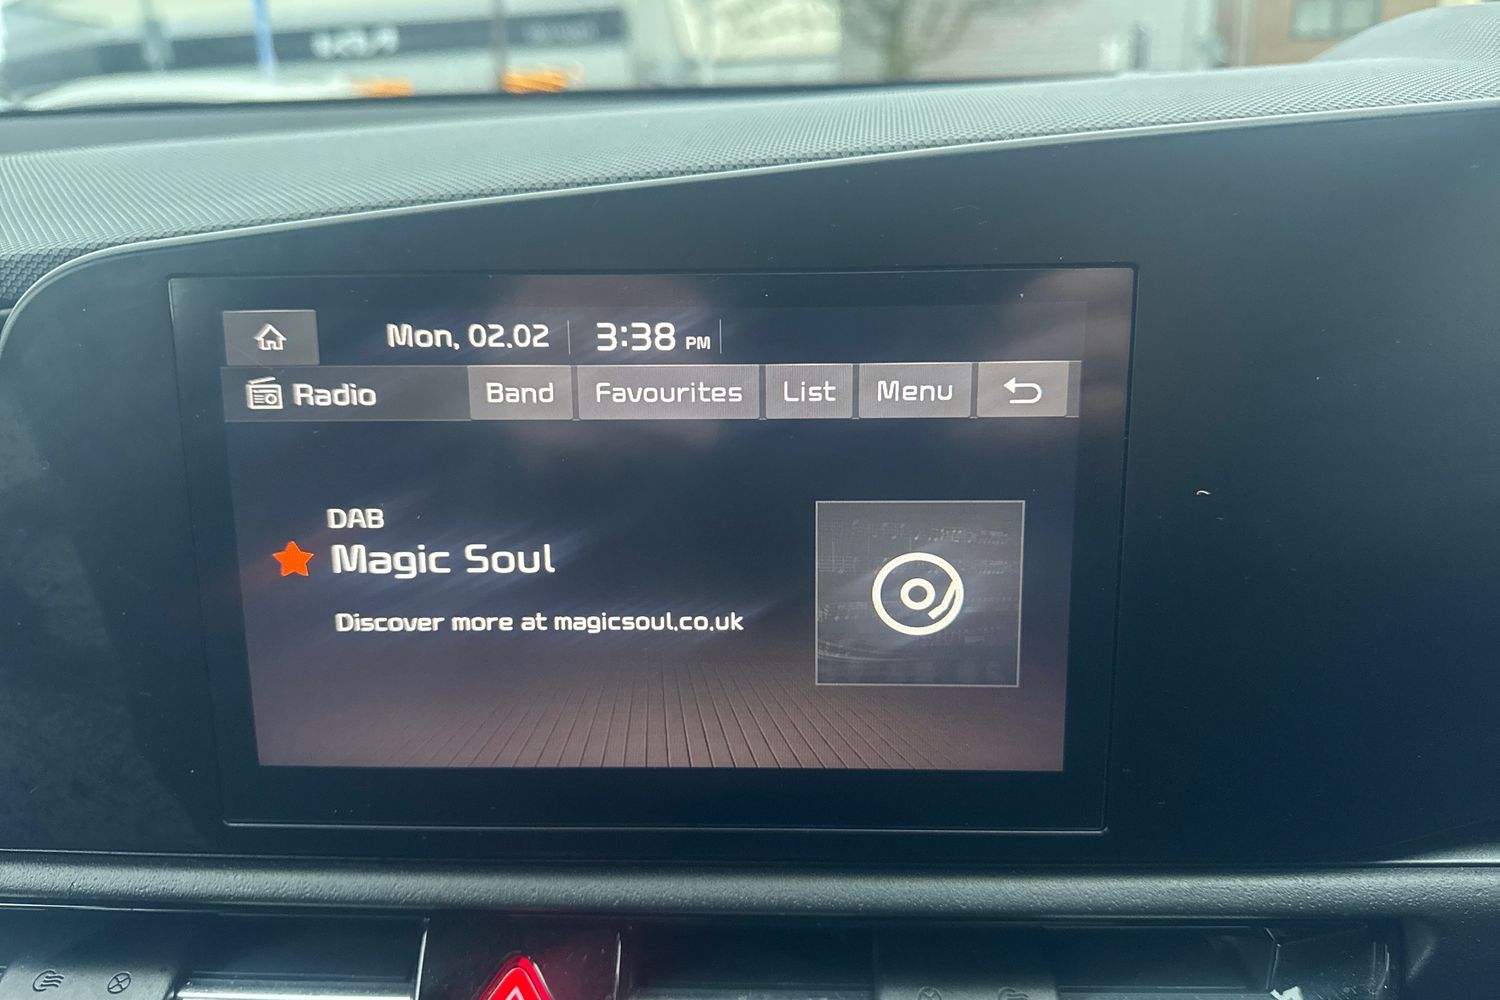 KIA
Mon, 02.02 3:38 PM
Radio Band Favourites List Menu
DAB
Magic Soul
Discover more at magicsoul.co.uk